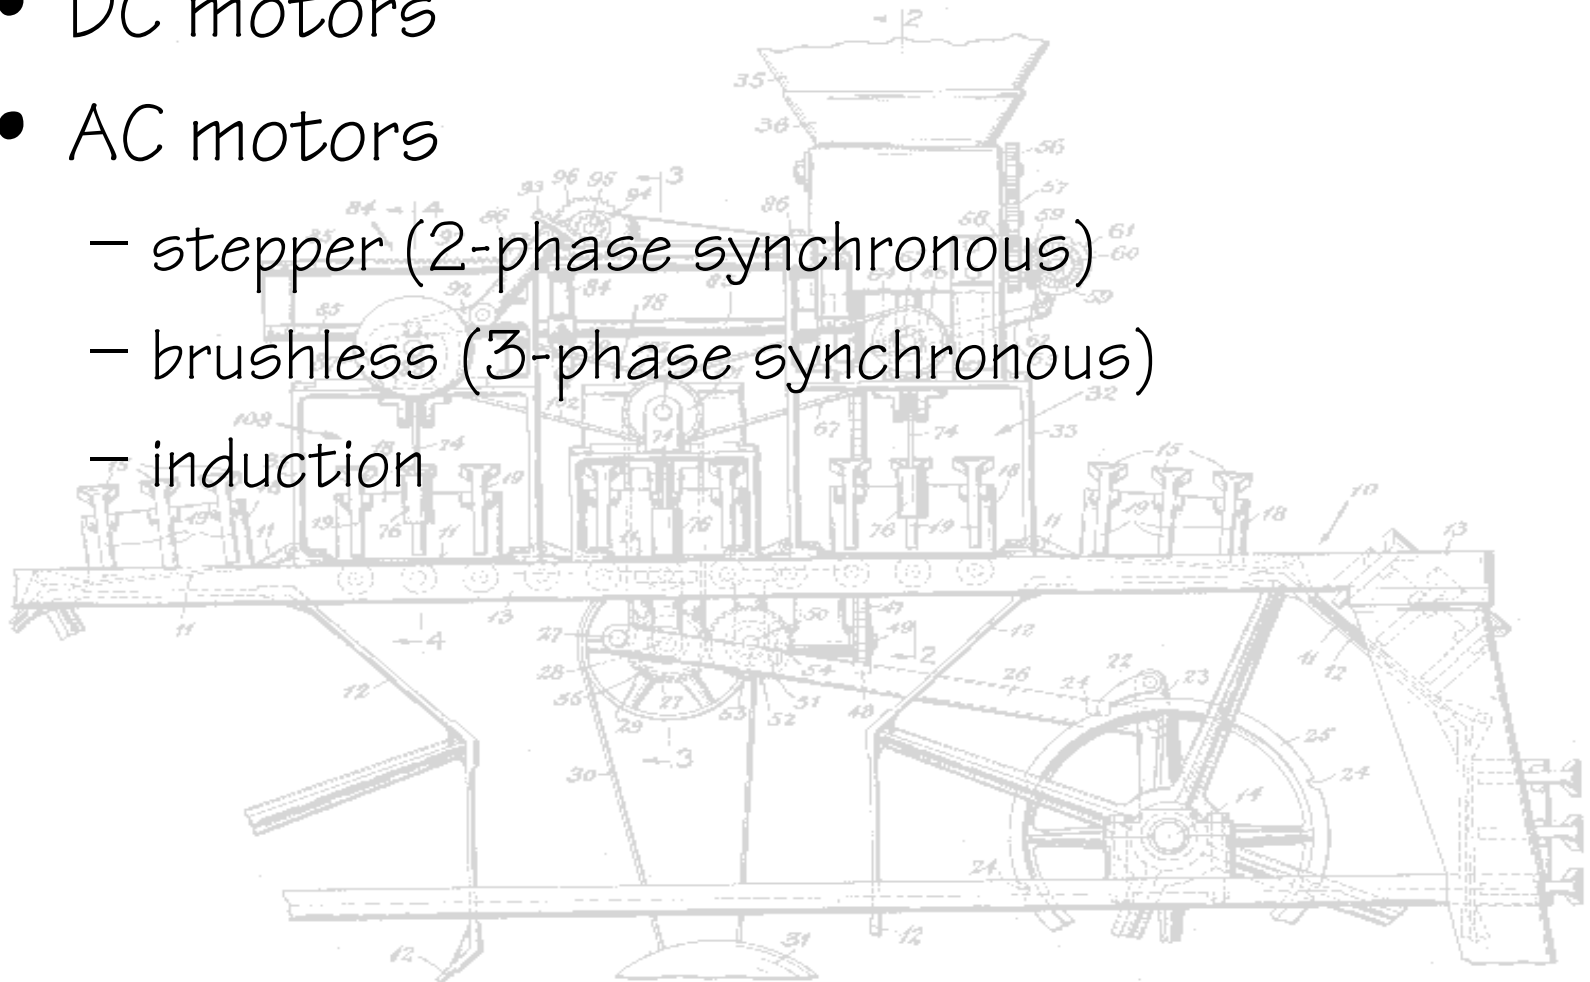 • DC motors
• AC motors
– stepper (2-phase synchronous)
– brushless (3-phase synchronous)
– induction